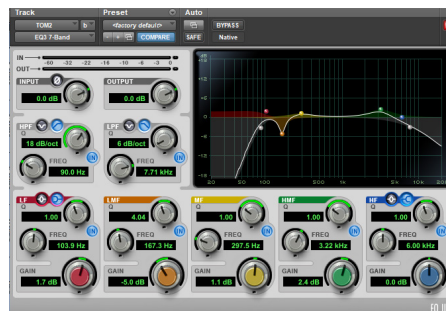 Track Preset Auto
TOM2 b <factory default> BYPASS
EQ3 7-Band - + COMPARE SAFE Native
IN
-60 -32 -22 -16 -9 -6 -3 0
OUT
INPUT OUTPUT
0.0 dB 0.0 dB
HPF LPF
Q Q
18 dB/oct 6 dB/oct
FREQ IN FREQ IN
90.0 Hz 7.71 kHz
dB
+18
+12
+6
0
-6
-12
-18
20 50 100 500 1k 5k 10k 20k
LF LMF MF HMF HF
Q Q Q Q Q
1.00 4.04 1.00 1.00 1.00
FREQ IN FREQ IN FREQ IN FREQ IN FREQ IN
103.9 Hz 167.3 Hz 297.5 Hz 3.22 kHz 6.00 kHz
GAIN GAIN GAIN GAIN GAIN
1.7 dB -5.0 dB 1.1 dB 2.4 dB 0.0 dB